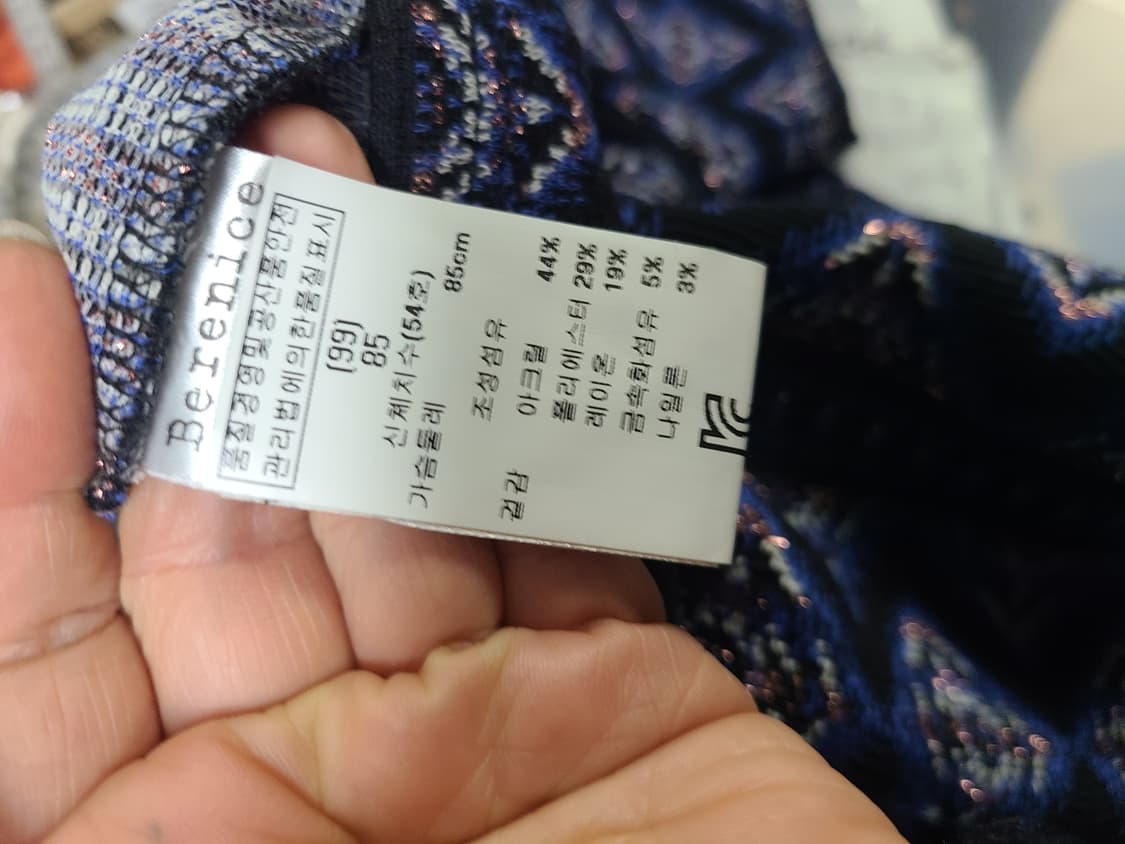 Berenice
품질경영및공산품안전
관리법에의한품질표시
(99)
85
신체치수(54호)
가슴둘레 85cm
조성섬유
겉감 아크릴 44%
폴리에스터 29%
레이온 19%
금속화섬유 5%
나일론 3%